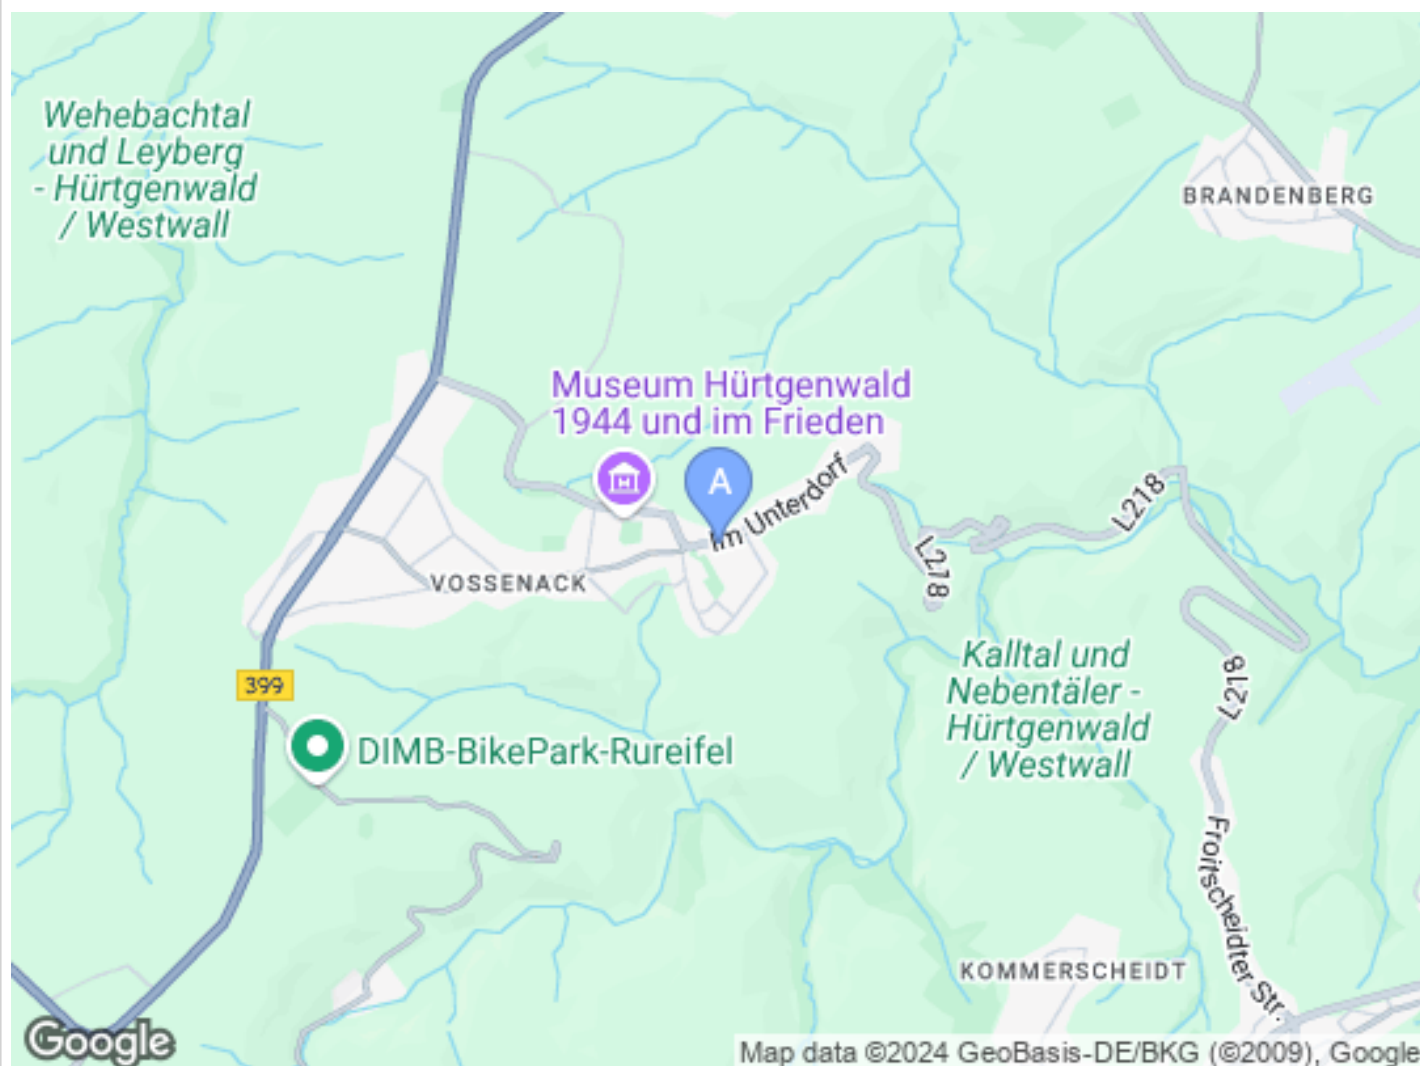 Wehebachtal
und Leyberg
- Hürtgenwald
/ Westwall
BRANDENBERG
Museum Hürtgenwald
1944 und im Frieden
A
Im Unterdorf
L218
L218
VOSSENACK
399
DIMB-BikePark-Rureifel
Kalltal und
Nebentäler -
Hürtgenwald
/ Westwall
L218
Froitscheidter Str.
KOMMERSCHEIDT
Google
Map data ©2024 GeoBasis-DE/BKG (©2009), Google